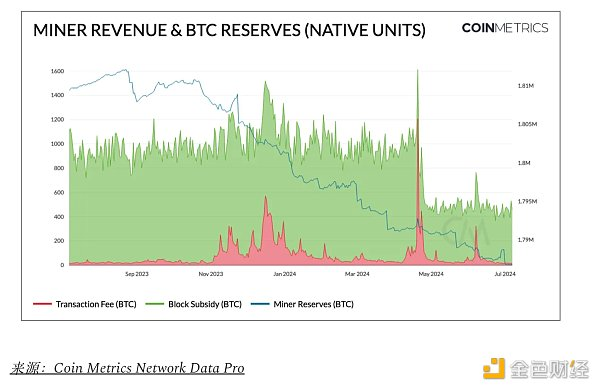 MINER REVENUE & BTC RESERVES (NATIVE UNITS)
COINMETRICS
1600
1400
1200
1000
800
600
400
200
0
1.81M
1.805M
1.8M
1.795M
1.79M
Sep 2023
Nov 2023
Jan 2024
Mar 2024
May 2024
Jul 2024
Transaction Fee (BTC)
Block Subsidy (BTC)
Miner Reserves (BTC)
来源：Coin Metrics Network Data Pro
金色财经